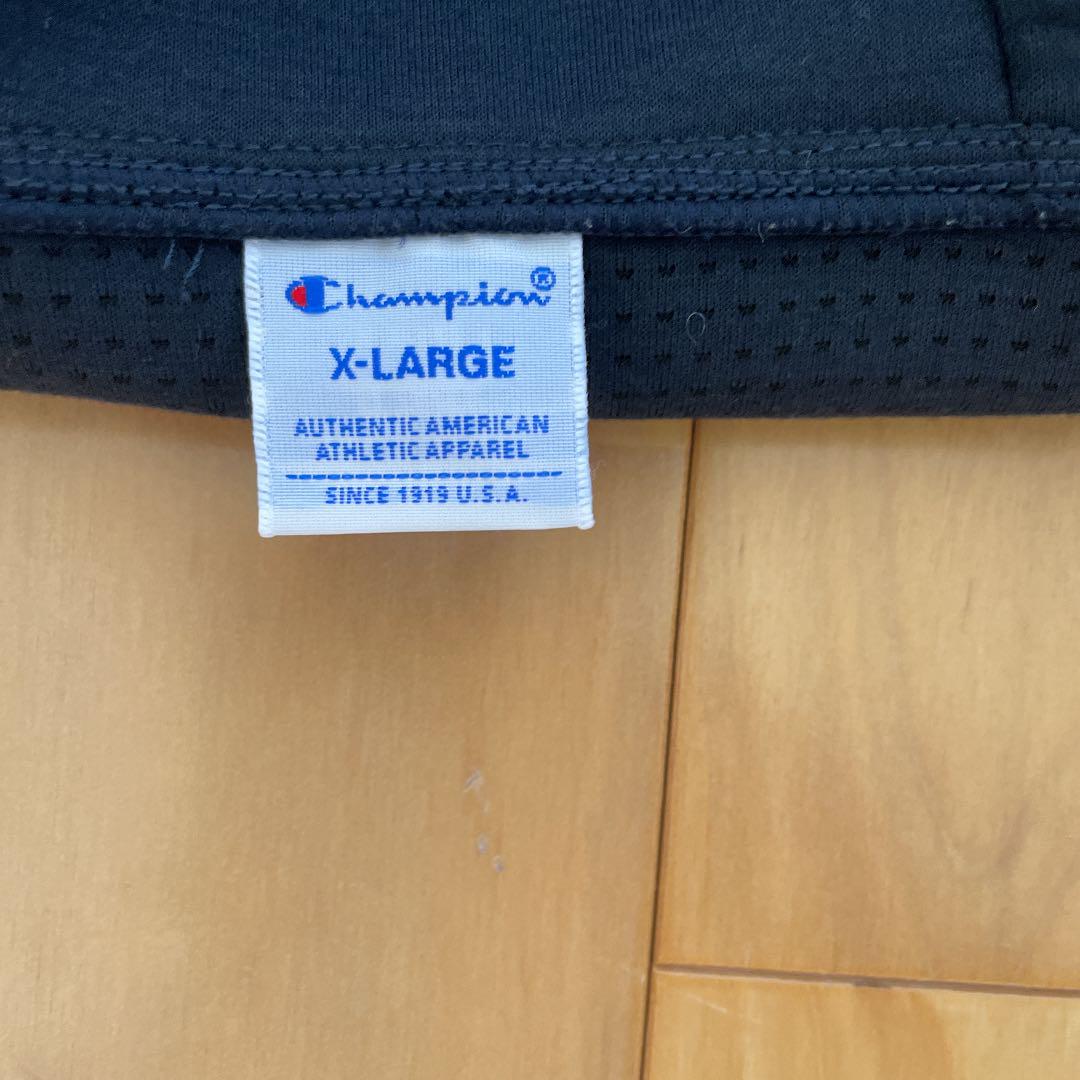 Champion®
X-LARGE
AUTHENTIC AMERICAN
ATHLETIC APPAREL
SINCE 1919 U.S.A.